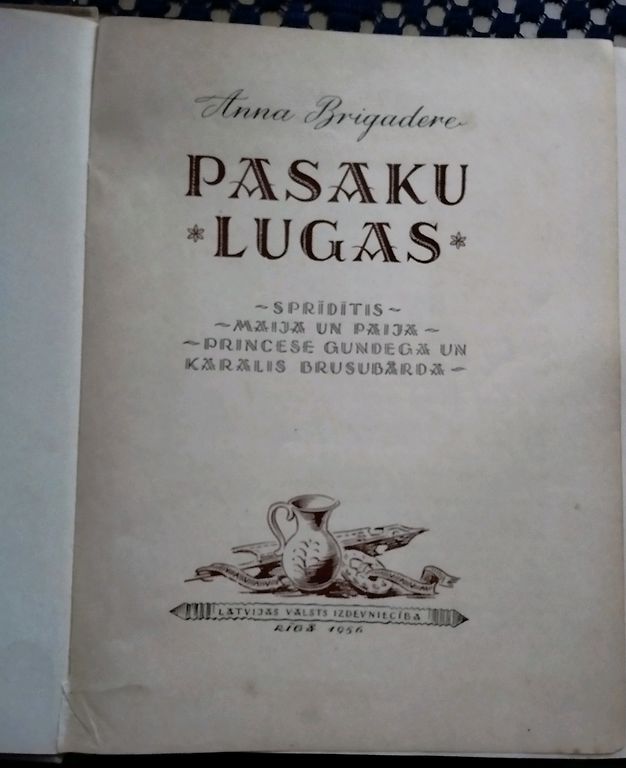 Anna Brigadere
PASAKU
* LUGAS *
~ SPRĪDĪTIS ~
~ MAIJA UN PAIJA ~
~ PRINCESE GUNDEGA UN
KARALIS BRUSUBĀRDA ~
LATVIJAS VALSTS IZDEVNIECĪBA
RĪGĀ 1956